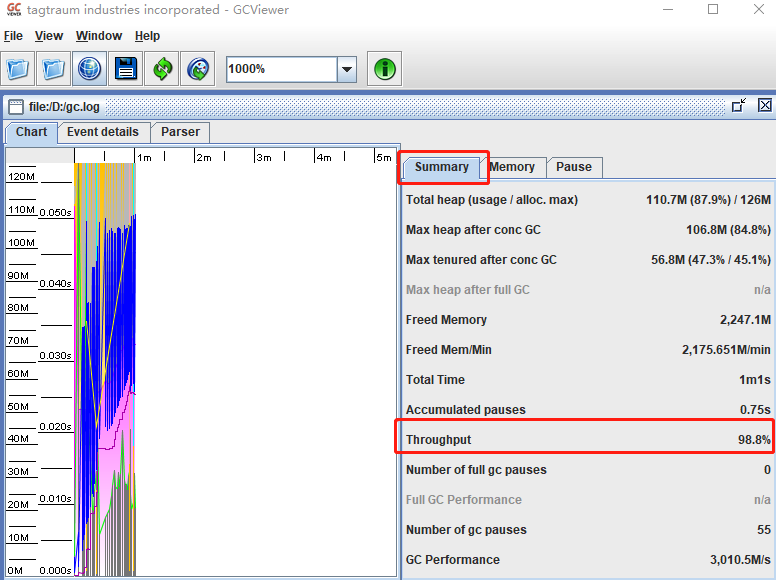 GC
VIEWER
tagtraum industries incorporated - GCViewer
File View Window Help
1000%
file:/D:/gc.log
Chart Event details Parser
1m 2m 3m 4m 5m
120M
110M
100M
90M
80M
70M
60M
50M
40M
30M
20M
10M
0M
0.050s
0.040s
0.030s
0.020s
0.010s
0.000s
Summary Memory Pause
Total heap (usage / alloc. max) 110.7M (87.9%) / 126M
Max heap after conc GC 106.8M (84.8%)
Max tenured after conc GC 56.8M (47.3% / 45.1%)
Max heap after full GC n/a
Freed Memory 2,247.1M
Freed Mem/Min 2,175.651M/min
Total Time 1m1s
Accumulated pauses 0.75s
Throughput 98.8%
Number of full gc pauses 0
Full GC Performance n/a
Number of gc pauses 55
GC Performance 3,010.5M/s